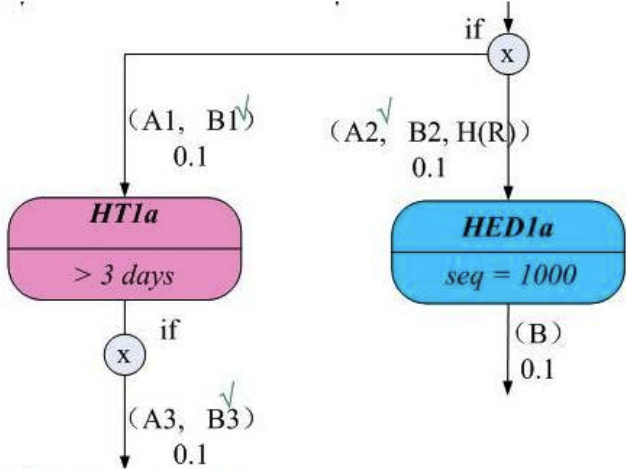 if
x
(A1, B1√)
0.1
(A2√, B2, H(R))
0.1
HT1a
> 3 days
HED1a
seq = 1000
if
x
(B)
0.1
(A3, B3√)
0.1